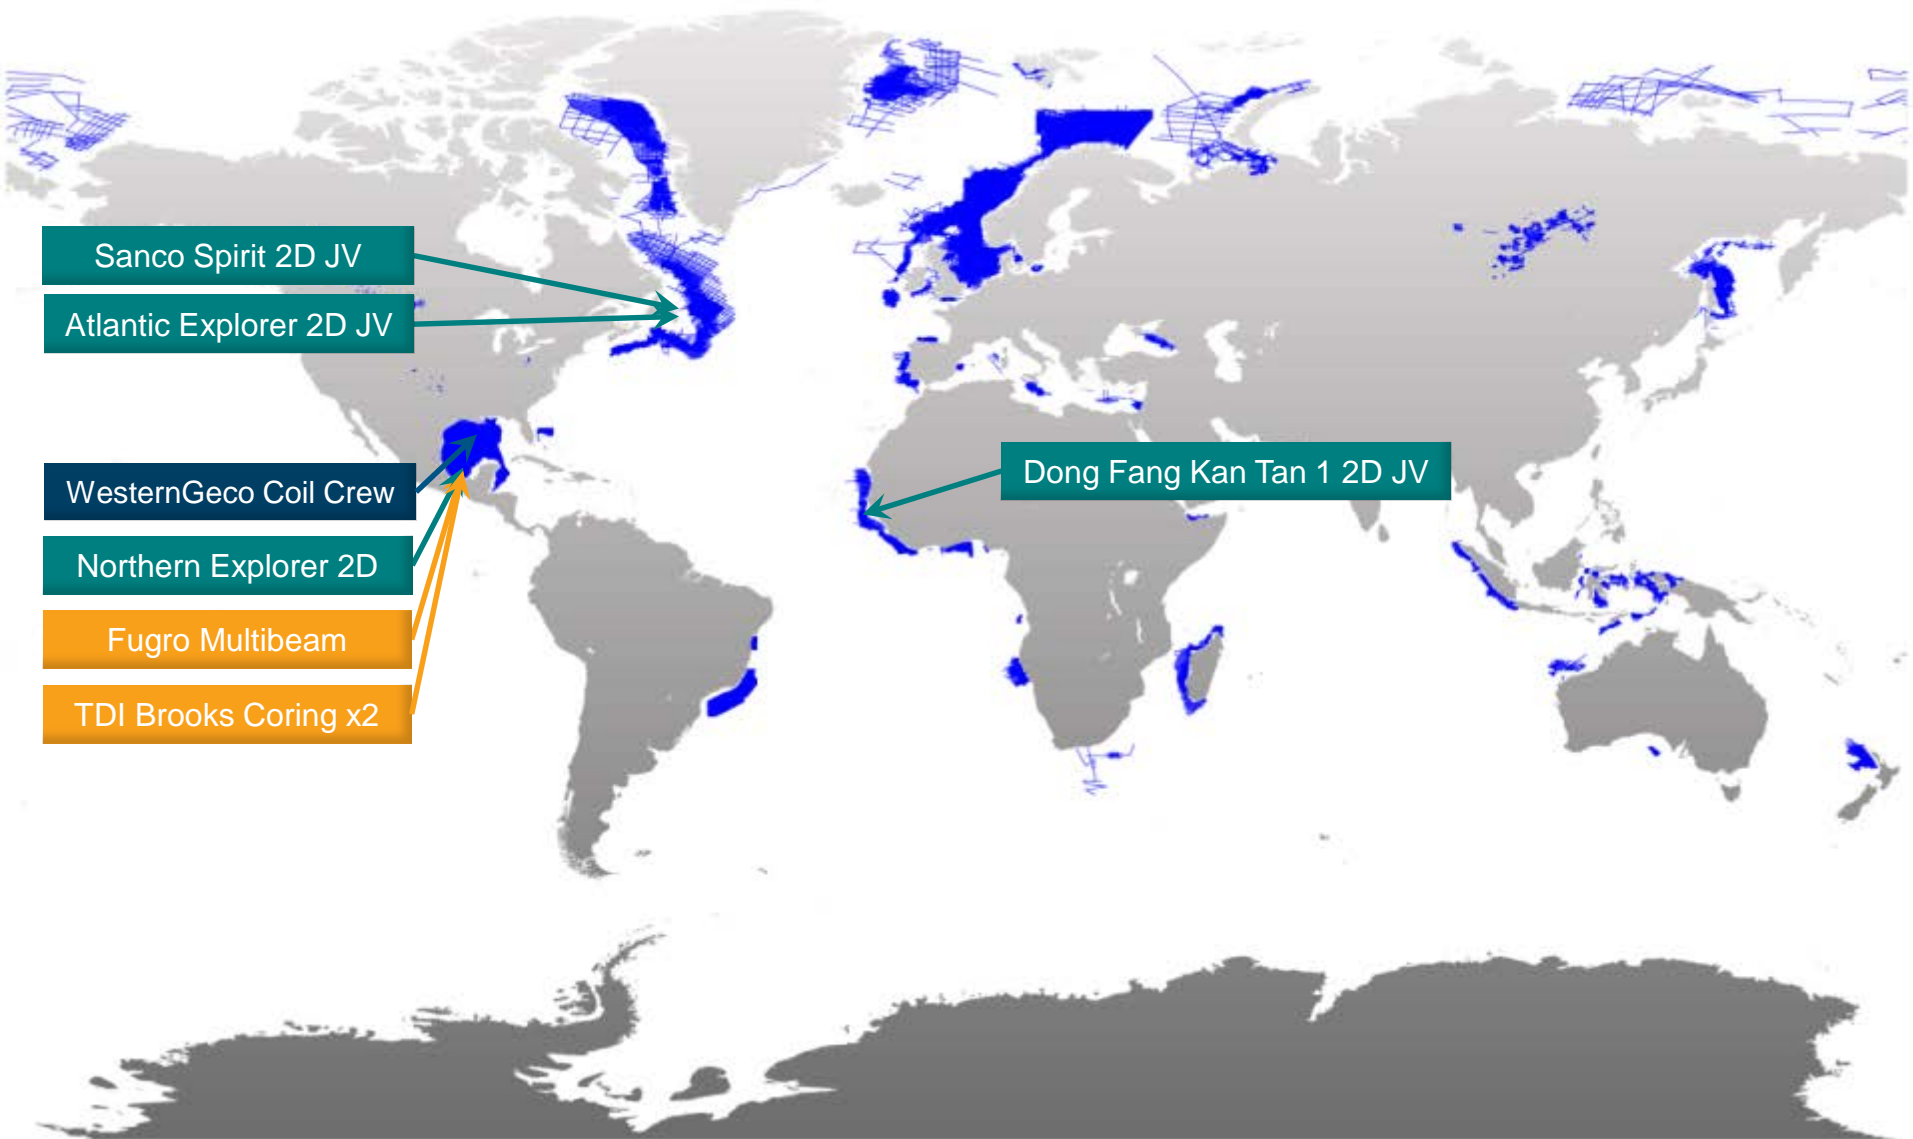 Sanco Spirit 2D JV
Atlantic Explorer 2D JV
WesternGeco Coil Crew
Dong Fang Kan Tan 1 2D JV
Northern Explorer 2D
Fugro Multibeam
TDI Brooks Coring x2